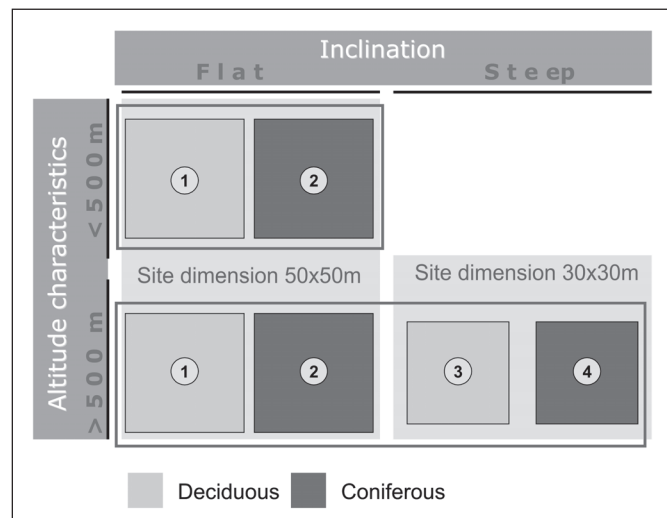 Inclination
Flat Steep
Altitude characteristics
<500 m
1 2
Site dimension 50x50m Site dimension 30x30m
>500 m
1 2 3 4
Deciduous Coniferous